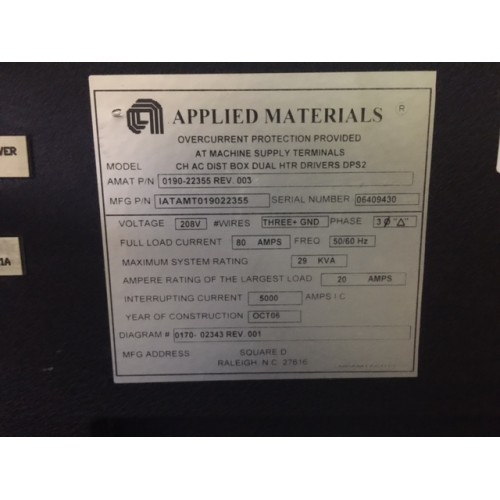 APPLIED MATERIALS R
OVERCURRENT PROTECTION PROVIDED
AT MACHINE SUPPLY TERMINALS
MODEL CH AC DIST BOX DUAL HTR DRIVERS DPS2
AMAT P/N 0190-22355 REV. 003
MFG P/N IATAMT019022355 SERIAL NUMBER 06409430
VOLTAGE 208V #WIRES THREE+ GND PHASE 3 Ø "Δ"
FULL LOAD CURRENT 80 AMPS FREQ 50/60 Hz
MAXIMUM SYSTEM RATING 29 KVA
AMPERE RATING OF THE LARGEST LOAD 20 AMPS
INTERRUPTING CURRENT 5000 AMPS I C
YEAR OF CONSTRUCTION OCT06
DIAGRAM # 0170- 02343 REV. 001
MFG ADDRESS SQUARE D
RALEIGH, N.C. 27616
VER
1A